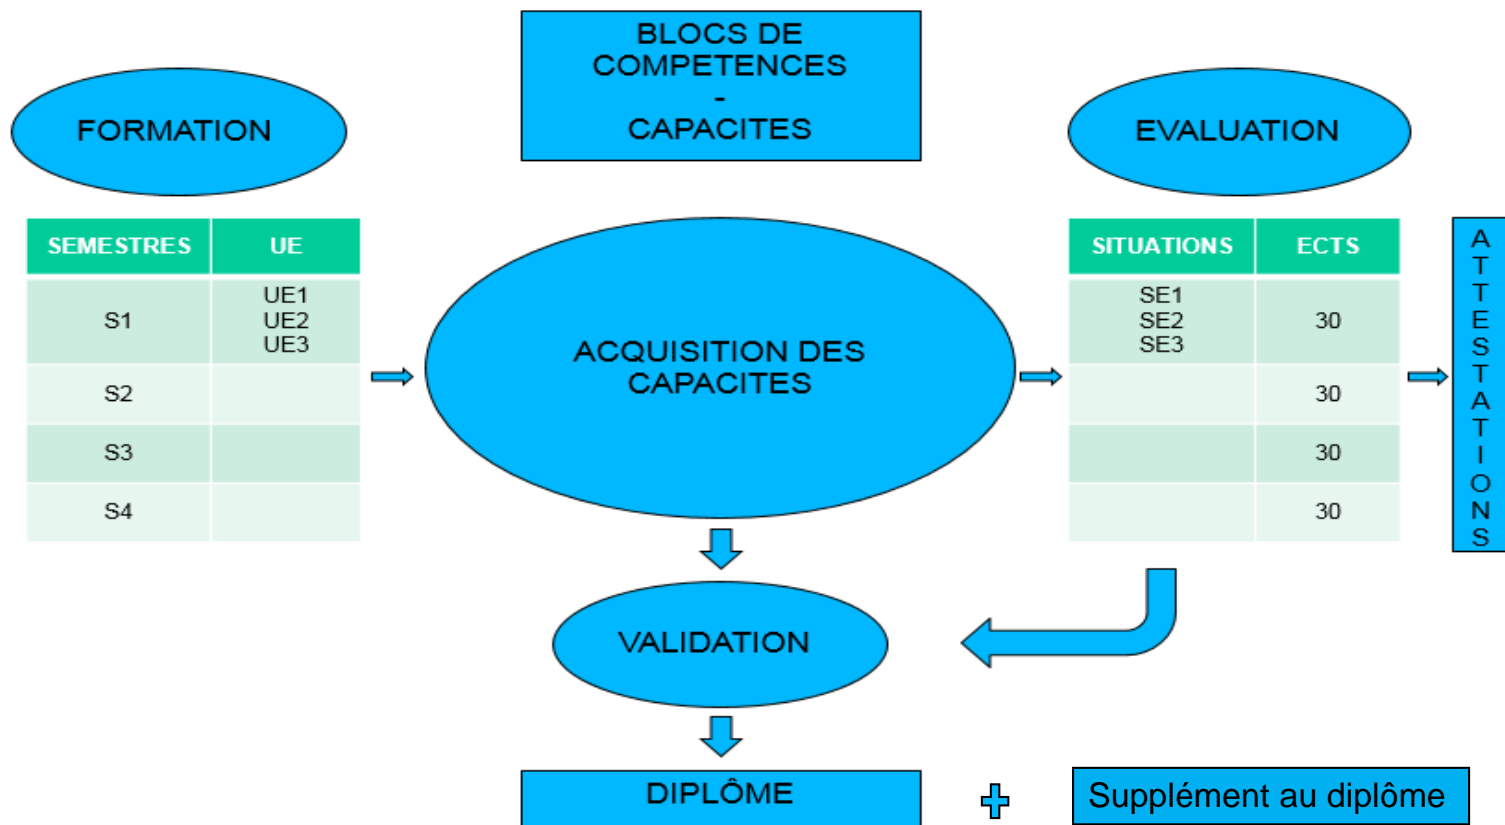 BLOCS DE
COMPETENCES
-
CAPACITES
FORMATION
EVALUATION
SEMESTRES UE
S1
UE1
UE2
UE3
S2
S3
S4
ACQUISITION DES
CAPACITES
SITUATIONS ECTS
SE1
SE2
SE3
30
30
30
30
ATTESTATIONS
VALIDATION
DIPLÔME
Supplément au diplôme